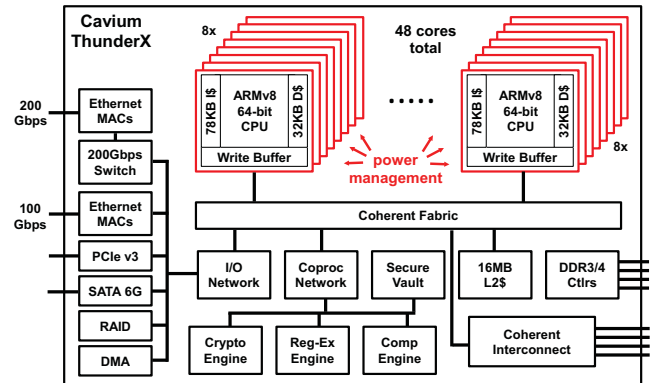 Cavium
ThunderX
8x
48 cores
total
78KB I$
ARMv8
64-bit
CPU
32KB D$
Write Buffer
.....
78KB I$
ARMv8
64-bit
CPU
32KB D$
Write Buffer
8x
power
management
200
Gbps
Ethernet
MACs
200Gbps
Switch
100
Gbps
Ethernet
MACs
PCIe v3
SATA 6G
RAID
DMA
Coherent Fabric
I/O
Network
Coproc
Network
Secure
Vault
16MB
L2$
DDR3/4
Ctlrs
Crypto
Engine
Reg-Ex
Engine
Comp
Engine
Coherent
Interconnect